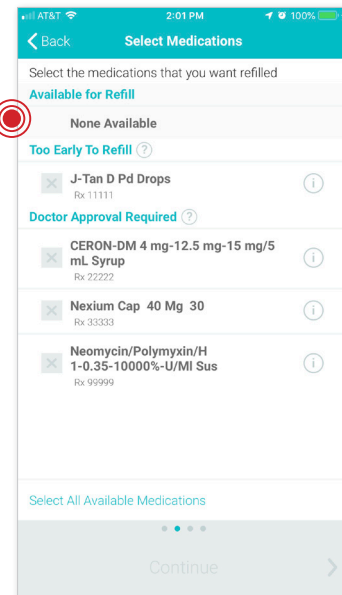 AT&T 2:01 PM 100%
Back Select Medications
Select the medications that you want refilled
Available for Refill
None Available
Too Early To Refill ?
J-Tan D Pd Drops i
Rx 11111
Doctor Approval Required ?
CERON-DM 4 mg-12.5 mg-15 mg/5
mL Syrup i
Rx 22222
Nexium Cap 40 Mg 30 i
Rx 33333
Neomycin/Polymyxin/H
1-0.35-10000%-U/Ml Sus i
Rx 99999
Select All Available Medications
Continue